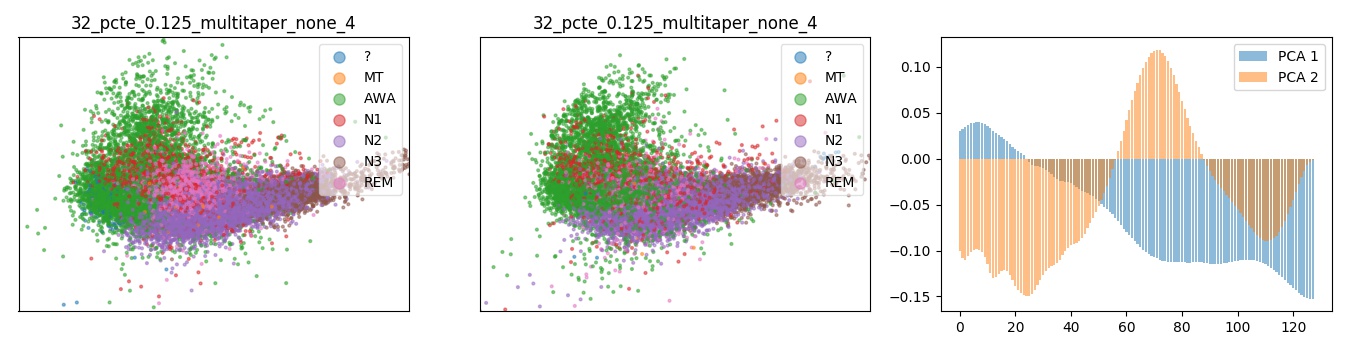 32_pcte_0.125_multitaper_none_4
?
MT
AWA
N1
N2
N3
REM
32_pcte_0.125_multitaper_none_4
?
MT
AWA
N1
N2
N3
REM
PCA 1
PCA 2
0.10
0.05
0.00
−0.05
−0.10
−0.15
0 20 40 60 80 100 120